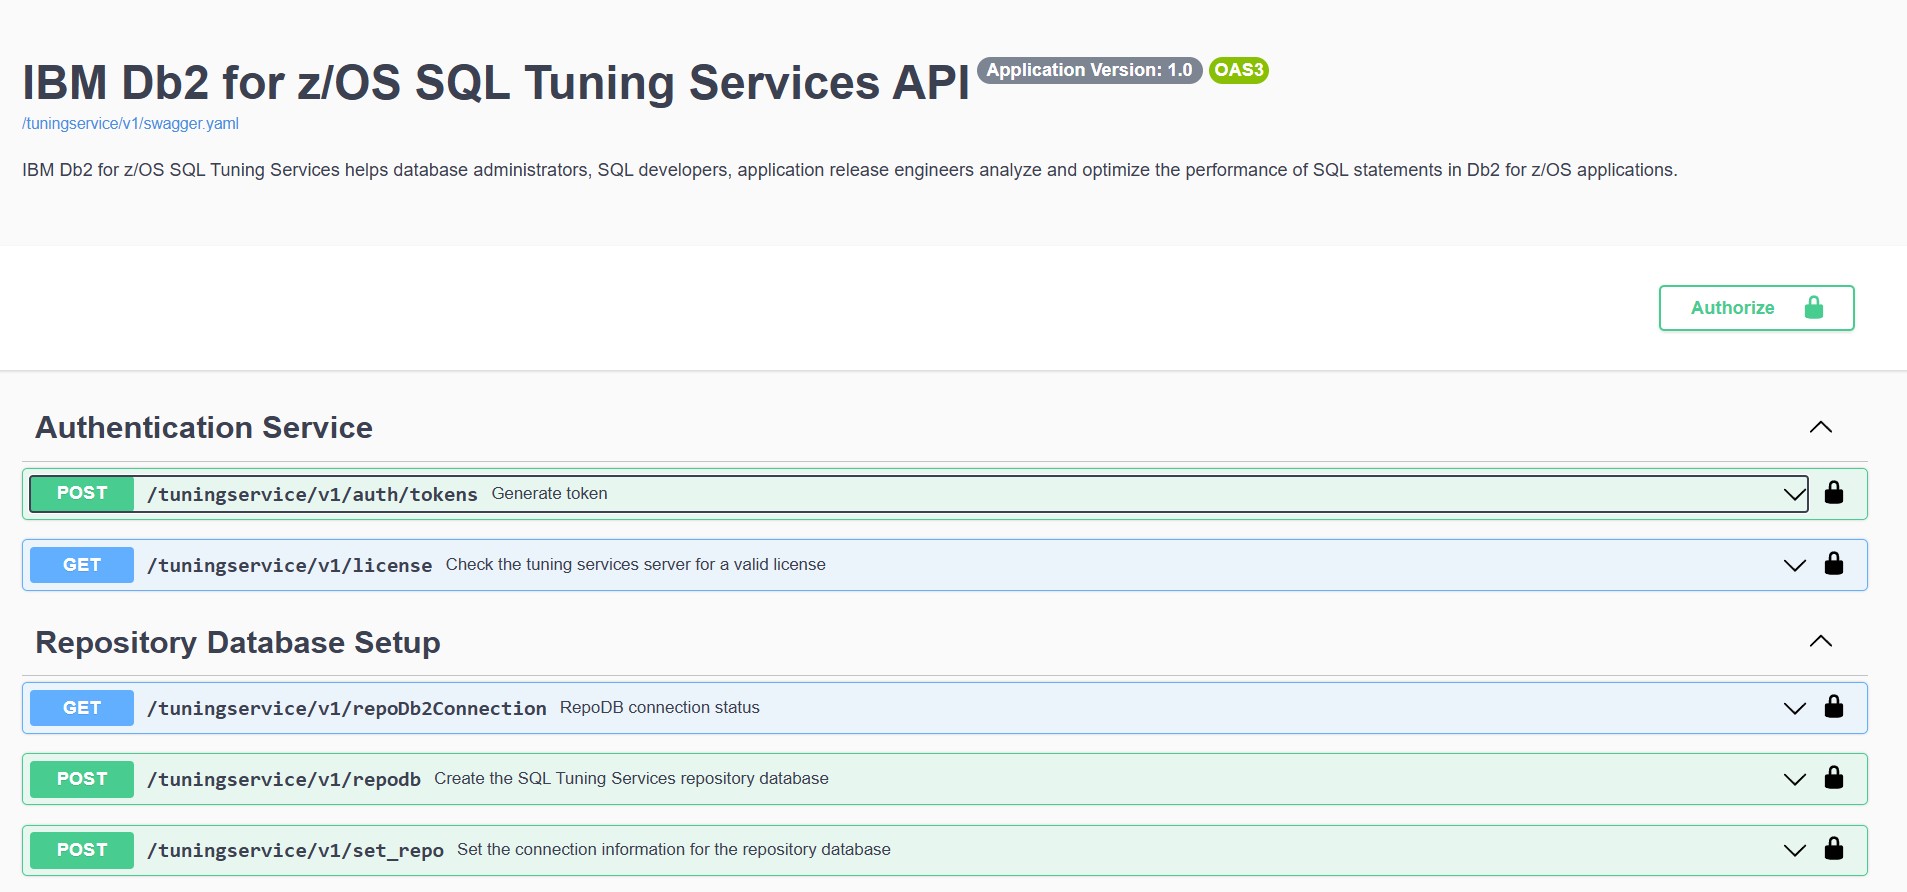 IBM Db2 for z/OS SQL Tuning Services API Application Version: 1.0 OAS3
/tuningservice/v1/swagger.yaml
IBM Db2 for z/OS SQL Tuning Services helps database administrators, SQL developers, application release engineers analyze and optimize the performance of SQL statements in Db2 for z/OS applications.
Authorize
Authentication Service
POST /tuningservice/v1/auth/tokens Generate token
GET /tuningservice/v1/license Check the tuning services server for a valid license
Repository Database Setup
GET /tuningservice/v1/repoDb2Connection RepoDB connection status
POST /tuningservice/v1/repodb Create the SQL Tuning Services repository database
POST /tuningservice/v1/set_repo Set the connection information for the repository database